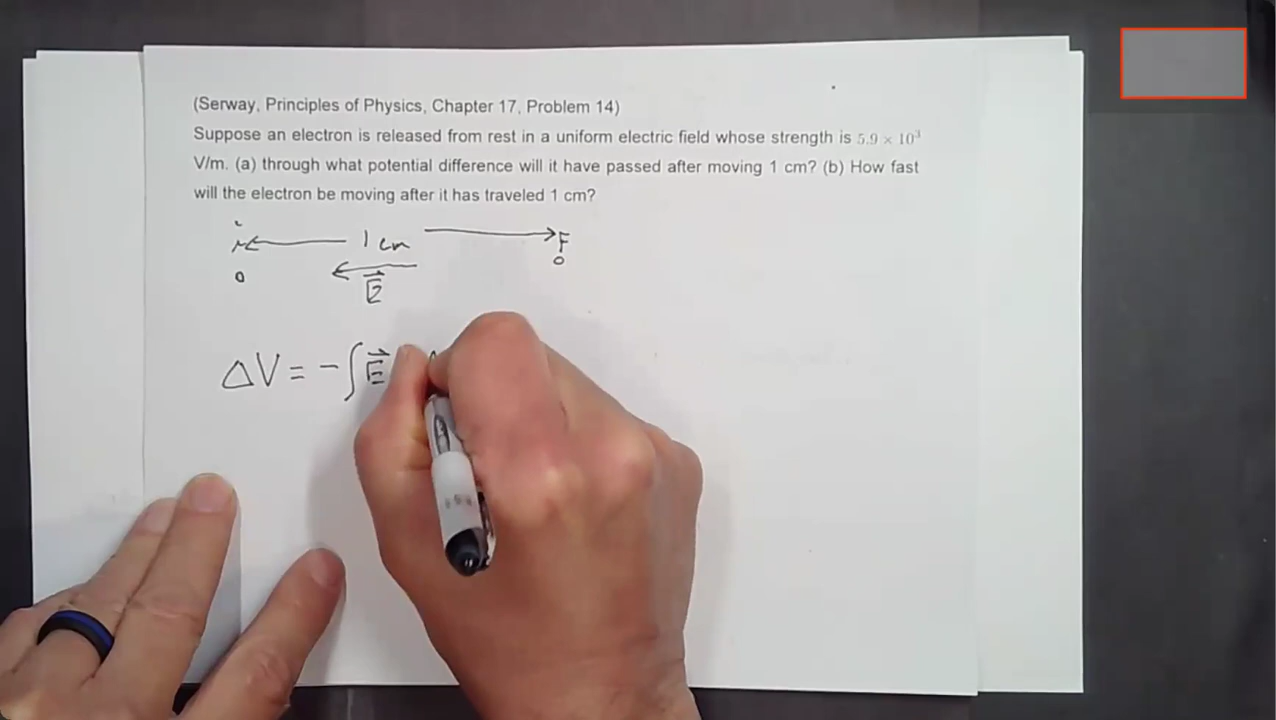 (Serway, Principles of Physics, Chapter 17, Problem 14)
Suppose an electron is released from rest in a uniform electric field whose strength is 5.9 × 10³
V/m. (a) through what potential difference will it have passed after moving 1 cm? (b) How fast
will the electron be moving after it has traveled 1 cm?
i 1 cm F
E
ΔV = -∫E